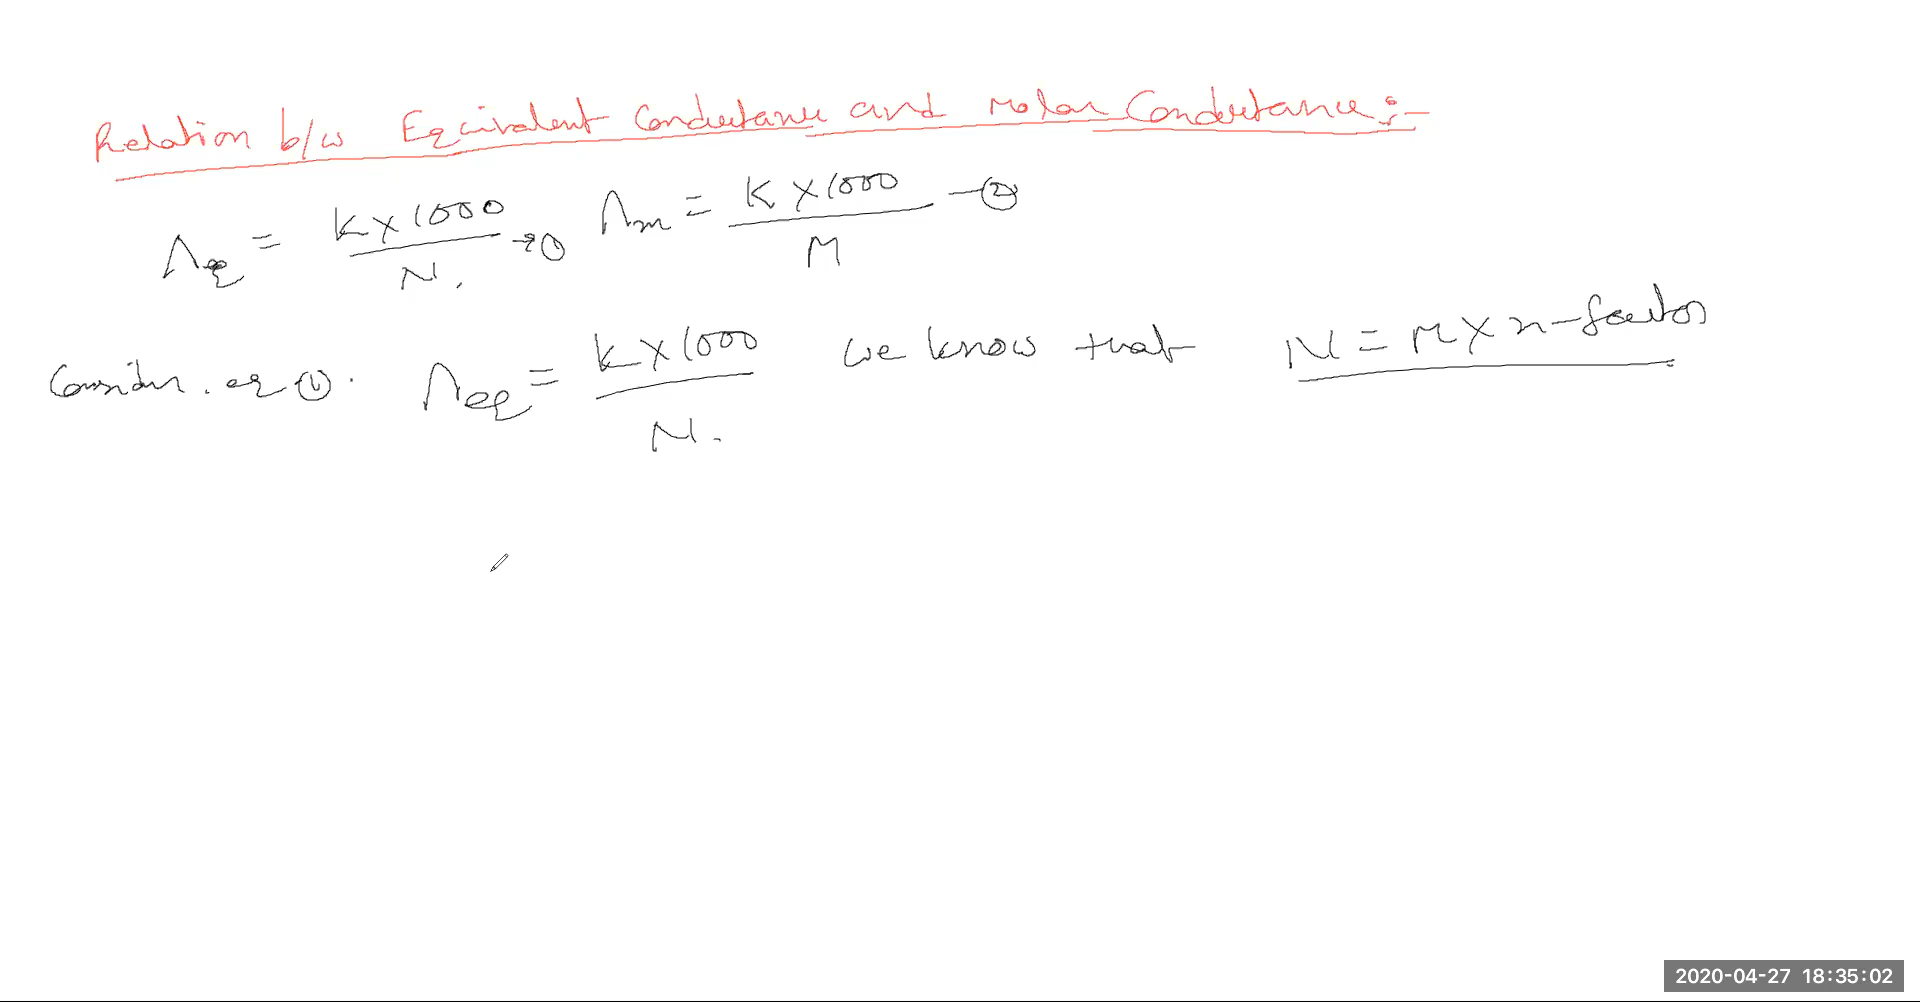 Relation b/w Equivalent Conductance and Molar Conductance :-
Λeq = K×1000 / N. → ① Λm = K×1000 / M - ②
Consider. eq ①. Λeq = K×1000 / N. we know that N = M × n-factor
2020-04-27 18:35:02